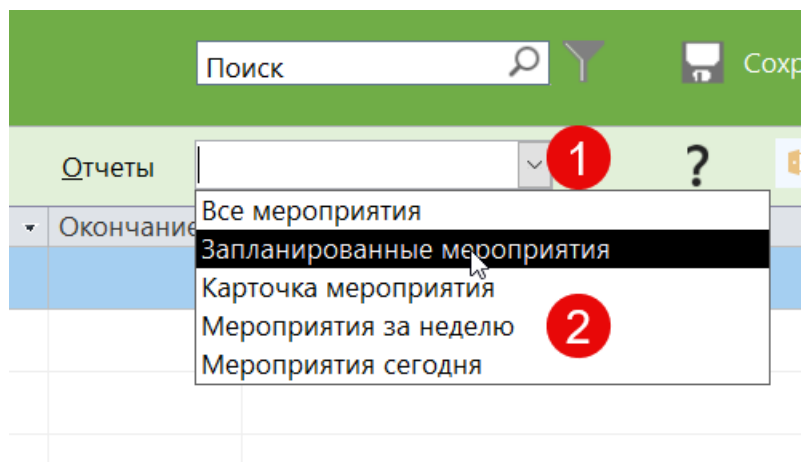 Поиск
Сохр
Отчеты
1
?
Окончание
Все мероприятия
Запланированные мероприятия
Карточка мероприятия
Мероприятия за неделю
2
Мероприятия сегодня